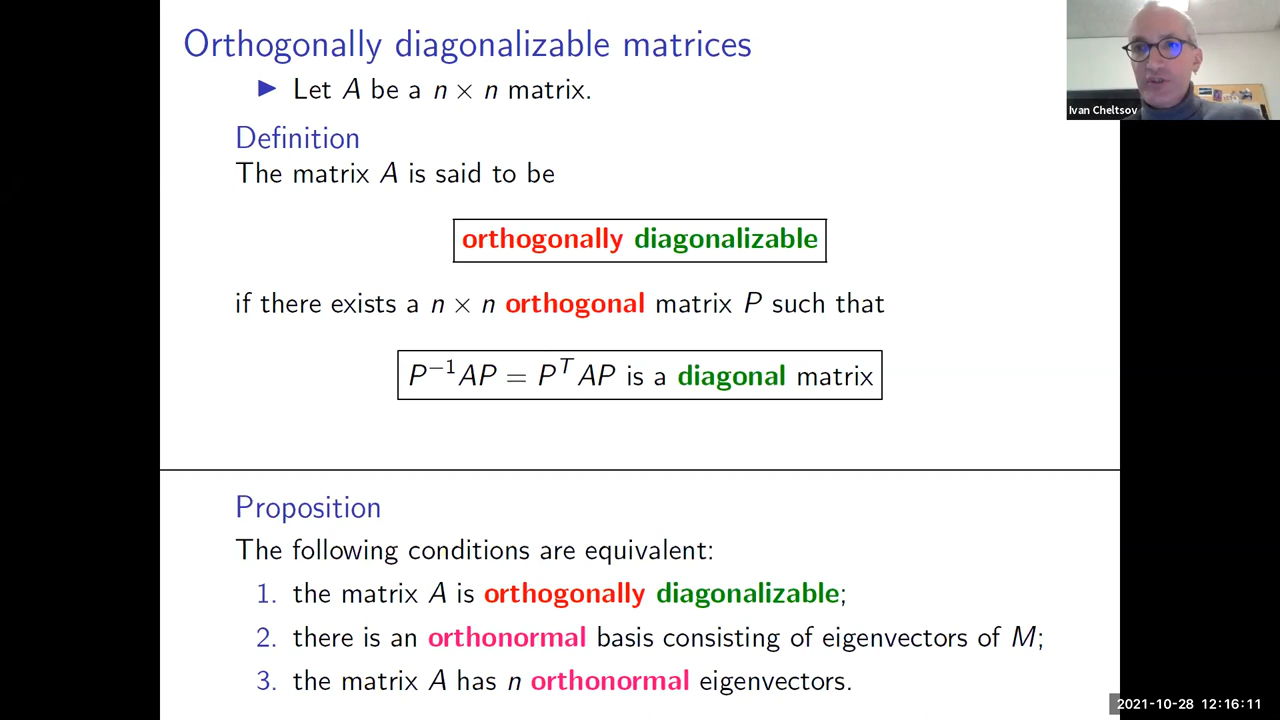 Orthogonally diagonalizable matrices
▶ Let A be a n × n matrix.
Ivan Cheltsov
Definition
The matrix A is said to be
orthogonally diagonalizable
if there exists a n × n orthogonal matrix P such that
P⁻¹AP = PᵀAP is a diagonal matrix
Proposition
The following conditions are equivalent:
1. the matrix A is orthogonally diagonalizable;
2. there is an orthonormal basis consisting of eigenvectors of M;
3. the matrix A has n orthonormal eigenvectors.
2021-10-28 12:16:11